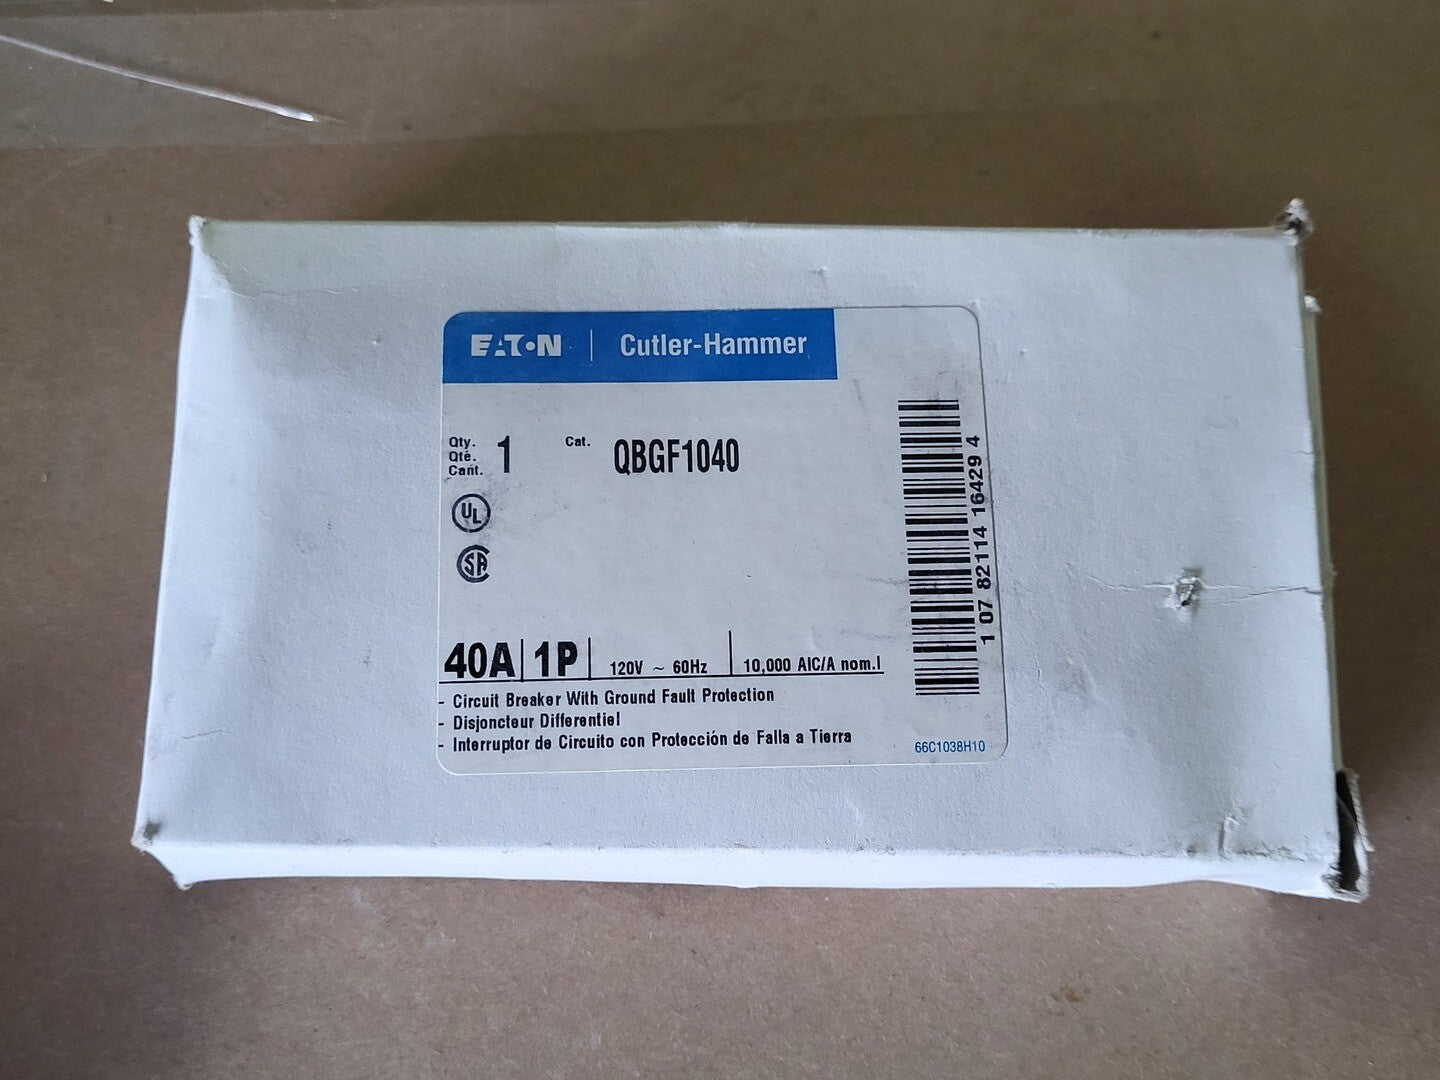 EATON | Cutler-Hammer
Qty. 1 Cat. QBGF1040
Qté.
Cant.
UL
SA
40A 1P 120V ~ 60Hz 10,000 AIC/A nom.I
- Circuit Breaker With Ground Fault Protection
- Disjoncteur Differentiel
- Interruptor de Circuito con Protección de Falla a Tierra
66C1038H10
1 07 82114 16429 4